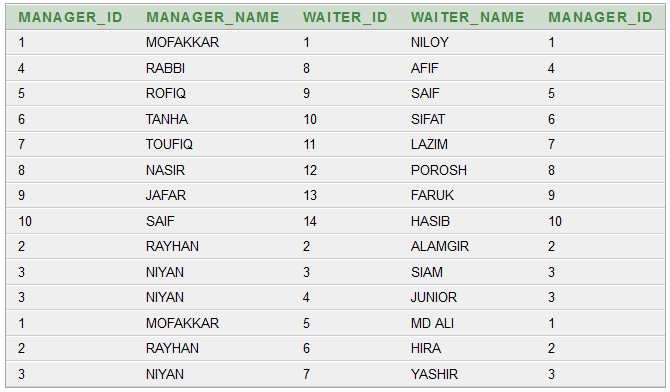 MANAGER_ID MANAGER_NAME WAITER_ID WAITER_NAME MANAGER_ID
1 MOFAKKAR 1 NILOY 1
4 RABBI 8 AFIF 4
5 ROFIQ 9 SAIF 5
6 TANHA 10 SIFAT 6
7 TOUFIQ 11 LAZIM 7
8 NASIR 12 POROSH 8
9 JAFAR 13 FARUK 9
10 SAIF 14 HASIB 10
2 RAYHAN 2 ALAMGIR 2
3 NIYAN 3 SIAM 3
3 NIYAN 4 JUNIOR 3
1 MOFAKKAR 5 MD ALI 1
2 RAYHAN 6 HIRA 2
3 NIYAN 7 YASHIR 3